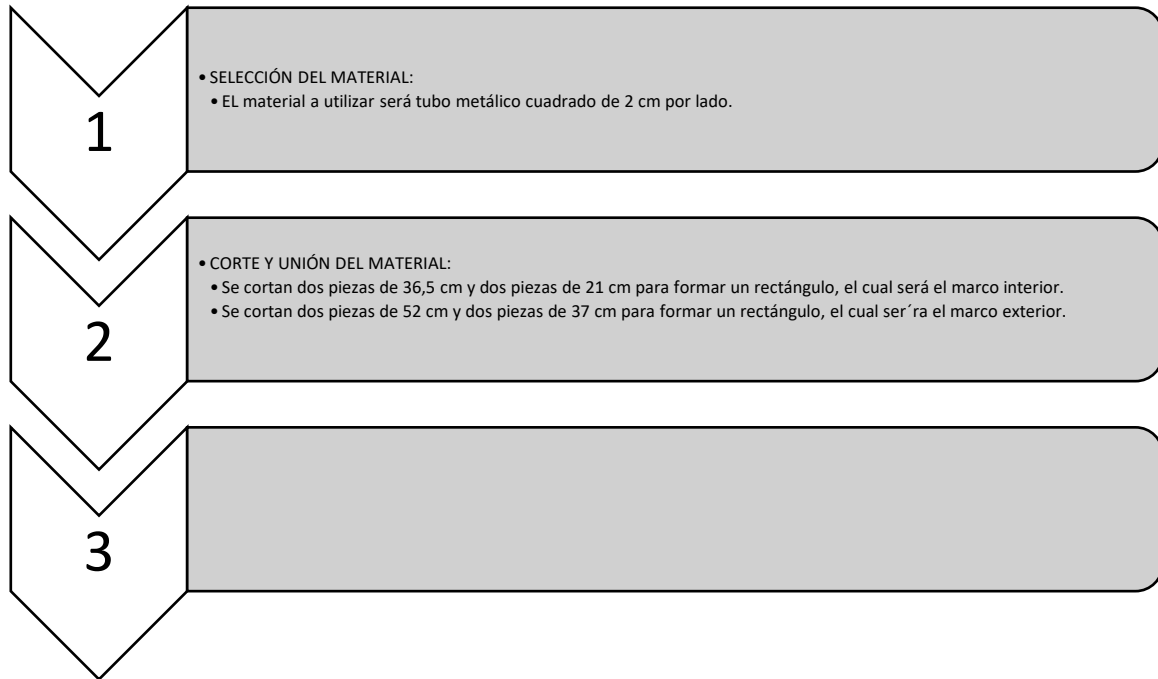 1
• SELECCIÓN DEL MATERIAL:
• EL material a utilizar será tubo metálico cuadrado de 2 cm por lado.
2
• CORTE Y UNIÓN DEL MATERIAL:
• Se cortan dos piezas de 36,5 cm y dos piezas de 21 cm para formar un rectángulo, el cual será el marco interior.
• Se cortan dos piezas de 52 cm y dos piezas de 37 cm para formar un rectángulo, el cual ser´ra el marco exterior.
3